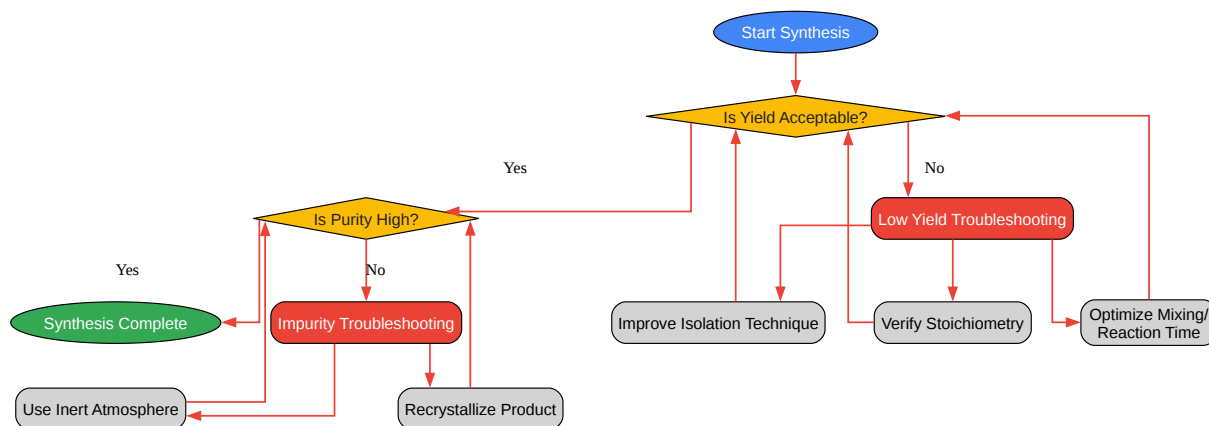 Start Synthesis
Is Yield Acceptable?
Yes
No
Is Purity High?
Low Yield Troubleshooting
Yes
No
Synthesis Complete
Impurity Troubleshooting
Improve Isolation Technique
Verify Stoichiometry
Optimize Mixing/
Reaction Time
Use Inert Atmosphere
Recrystallize Product